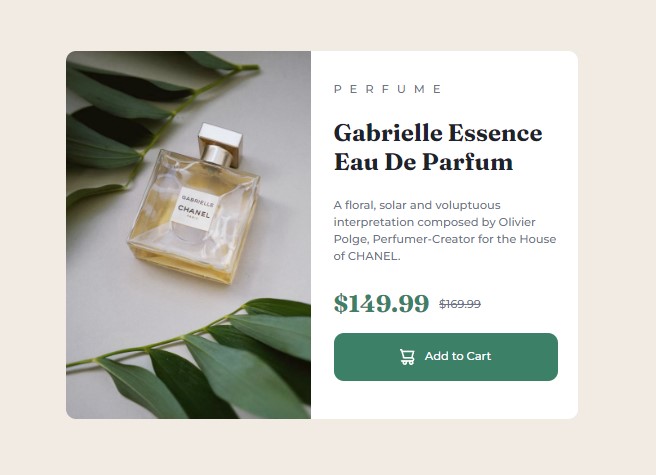 GABRIELLE
CHANEL
PARIS
PERFUME
Gabrielle Essence
Eau De Parfum
A floral, solar and voluptuous
interpretation composed by Olivier
Polge, Perfumer-Creator for the House
of CHANEL.
$149.99 $169.99
Add to Cart